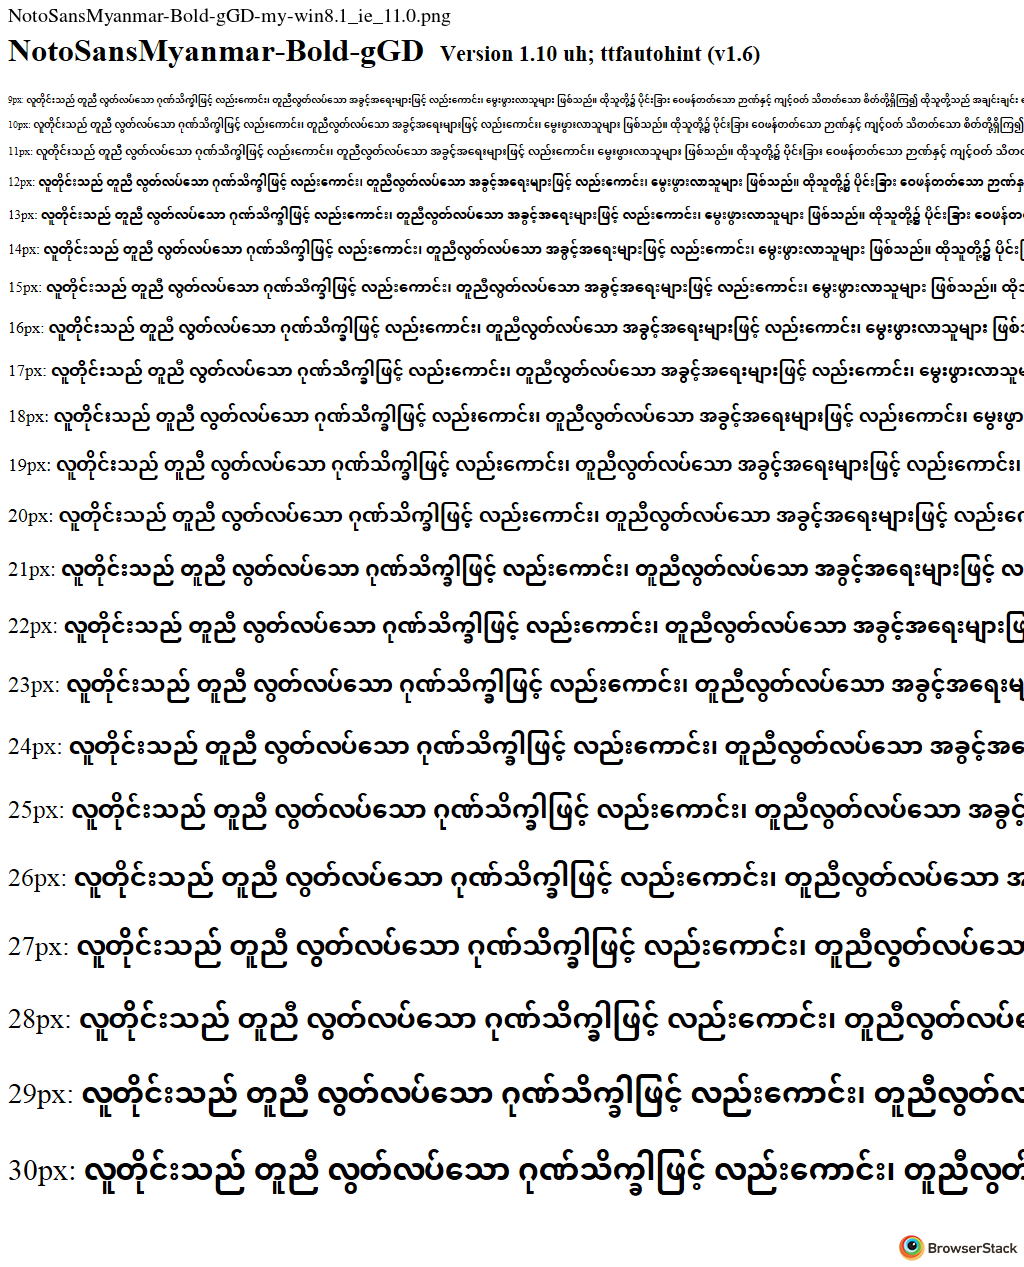 NotoSansMyanmar-Bold-gGD-my-win8.1_ie_11.0.png
NotoSansMyanmar-Bold-gGD Version 1.10 uh; ttfautohint (v1.6)
9px: လူတိုင်းသည် တူညီ လွတ်လပ်သော ဂုဏ်သိက္ခါဖြင့် လည်းကောင်း၊ တူညီလွတ်လပ်သော အခွင့်အရေးများဖြင့် လည်းကောင်း၊ မွေးဖွားလာသူများ ဖြစ်သည်။ ထိုသူတို့၌ ပိုင်းခြား ဝေဖန်တတ်သော ဉာဏ်နှင့် ကျင့်ဝတ် သိတတ်သော စိတ်တို့ရှိကြ၍ ထိုသူတို့သည် အချင်းချင်း
10px: လူတိုင်းသည် တူညီ လွတ်လပ်သော ဂုဏ်သိက္ခါဖြင့် လည်းကောင်း၊ တူညီလွတ်လပ်သော အခွင့်အရေးများဖြင့် လည်းကောင်း၊ မွေးဖွားလာသူများ ဖြစ်သည်။ ထိုသူတို့၌ ပိုင်းခြား ဝေဖန်တတ်သော ဉာဏ်နှင့် ကျင့်ဝတ် သိတတ်သော စိတ်တို့ရှိကြ၍
11px: လူတိုင်းသည် တူညီ လွတ်လပ်သော ဂုဏ်သိက္ခါဖြင့် လည်းကောင်း၊ တူညီလွတ်လပ်သော အခွင့်အရေးများဖြင့် လည်းကောင်း၊ မွေးဖွားလာသူများ ဖြစ်သည်။ ထိုသူတို့၌ ပိုင်းခြား ဝေဖန်တတ်သော ဉာဏ်နှင့် ကျင့်ဝတ် သိတ
12px: လူတိုင်းသည် တူညီ လွတ်လပ်သော ဂုဏ်သိက္ခါဖြင့် လည်းကောင်း၊ တူညီလွတ်လပ်သော အခွင့်အရေးများဖြင့် လည်းကောင်း၊ မွေးဖွားလာသူများ ဖြစ်သည်။ ထိုသူတို့၌ ပိုင်းခြား ဝေဖန်တတ်သော ဉာဏ်န
13px: လူတိုင်းသည် တူညီ လွတ်လပ်သော ဂုဏ်သိက္ခါဖြင့် လည်းကောင်း၊ တူညီလွတ်လပ်သော အခွင့်အရေးများဖြင့် လည်းကောင်း၊ မွေးဖွားလာသူများ ဖြစ်သည်။ ထိုသူတို့၌ ပိုင်းခြား ဝေဖန်တ
14px: လူတိုင်းသည် တူညီ လွတ်လပ်သော ဂုဏ်သိက္ခါဖြင့် လည်းကောင်း၊ တူညီလွတ်လပ်သော အခွင့်အရေးများဖြင့် လည်းကောင်း၊ မွေးဖွားလာသူများ ဖြစ်သည်။ ထိုသူတို့၌ ပိုင်း
15px: လူတိုင်းသည် တူညီ လွတ်လပ်သော ဂုဏ်သိက္ခါဖြင့် လည်းကောင်း၊ တူညီလွတ်လပ်သော အခွင့်အရေးများဖြင့် လည်းကောင်း၊ မွေးဖွားလာသူများ ဖြစ်သည်။ ထို
16px: လူတိုင်းသည် တူညီ လွတ်လပ်သော ဂုဏ်သိက္ခါဖြင့် လည်းကောင်း၊ တူညီလွတ်လပ်သော အခွင့်အရေးများဖြင့် လည်းကောင်း၊ မွေးဖွားလာသူများ ဖြစ်
17px: လူတိုင်းသည် တူညီ လွတ်လပ်သော ဂုဏ်သိက္ခါဖြင့် လည်းကောင်း၊ တူညီလွတ်လပ်သော အခွင့်အရေးများဖြင့် လည်းကောင်း၊ မွေးဖွားလာသူမ
18px: လူတိုင်းသည် တူညီ လွတ်လပ်သော ဂုဏ်သိက္ခါဖြင့် လည်းကောင်း၊ တူညီလွတ်လပ်သော အခွင့်အရေးများဖြင့် လည်းကောင်း၊ မွေးဖွာ
19px: လူတိုင်းသည် တူညီ လွတ်လပ်သော ဂုဏ်သိက္ခါဖြင့် လည်းကောင်း၊ တူညီလွတ်လပ်သော အခွင့်အရေးများဖြင့် လည်းကောင်း၊
20px: လူတိုင်းသည် တူညီ လွတ်လပ်သော ဂုဏ်သိက္ခါဖြင့် လည်းကောင်း၊ တူညီလွတ်လပ်သော အခွင့်အရေးများဖြင့် လည်းကေ
21px: လူတိုင်းသည် တူညီ လွတ်လပ်သော ဂုဏ်သိက္ခါဖြင့် လည်းကောင်း၊ တူညီလွတ်လပ်သော အခွင့်အရေးများဖြင့် လ
22px: လူတိုင်းသည် တူညီ လွတ်လပ်သော ဂုဏ်သိက္ခါဖြင့် လည်းကောင်း၊ တူညီလွတ်လပ်သော အခွင့်အရေးများဖြ
23px: လူတိုင်းသည် တူညီ လွတ်လပ်သော ဂုဏ်သိက္ခါဖြင့် လည်းကောင်း၊ တူညီလွတ်လပ်သော အခွင့်အရေးမျ
24px: လူတိုင်းသည် တူညီ လွတ်လပ်သော ဂုဏ်သိက္ခါဖြင့် လည်းကောင်း၊ တူညီလွတ်လပ်သော အခွင့်အရေ
25px: လူတိုင်းသည် တူညီ လွတ်လပ်သော ဂုဏ်သိက္ခါဖြင့် လည်းကောင်း၊ တူညီလွတ်လပ်သော အခွင့်
26px: လူတိုင်းသည် တူညီ လွတ်လပ်သော ဂုဏ်သိက္ခါဖြင့် လည်းကောင်း၊ တူညီလွတ်လပ်သော အ
27px: လူတိုင်းသည် တူညီ လွတ်လပ်သော ဂုဏ်သိက္ခါဖြင့် လည်းကောင်း၊ တူညီလွတ်လပ်သော
28px: လူတိုင်းသည် တူညီ လွတ်လပ်သော ဂုဏ်သိက္ခါဖြင့် လည်းကောင်း၊ တူညီလွတ်လပ်
29px: လူတိုင်းသည် တူညီ လွတ်လပ်သော ဂုဏ်သိက္ခါဖြင့် လည်းကောင်း၊ တူညီလွတ်လ
30px: လူတိုင်းသည် တူညီ လွတ်လပ်သော ဂုဏ်သိက္ခါဖြင့် လည်းကောင်း၊ တူညီလွတ်
BrowserStack